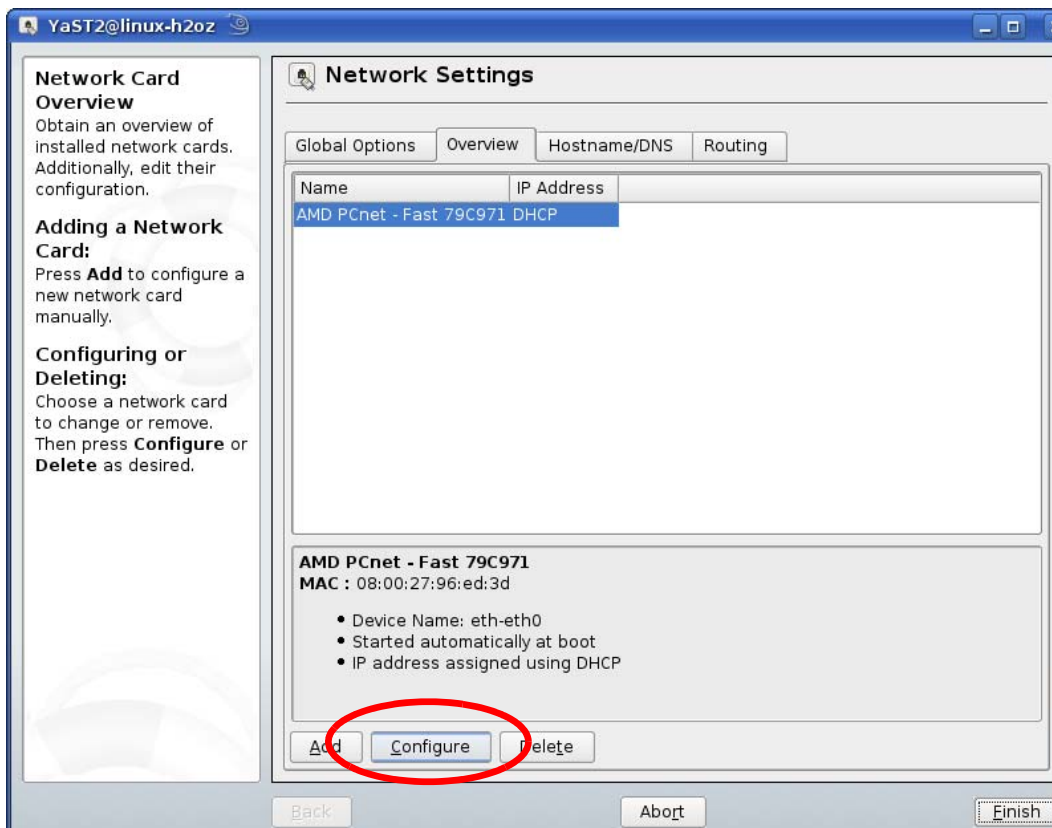 YaST2@linux-h2oz
Network Card
Overview
Obtain an overview of
installed network cards.
Additionally, edit their
configuration.
Adding a Network
Card:
Press Add to configure a
new network card
manually.
Configuring or
Deleting:
Choose a network card
to change or remove.
Then press Configure or
Delete as desired.
Network Settings
Global Options Overview Hostname/DNS Routing
Name IP Address
AMD PCnet - Fast 79C971 DHCP
AMD PCnet - Fast 79C971
MAC : 08:00:27:96:ed:3d
• Device Name: eth-eth0
• Started automatically at boot
• IP address assigned using DHCP
Add Configure Delete
Back Abort Finish